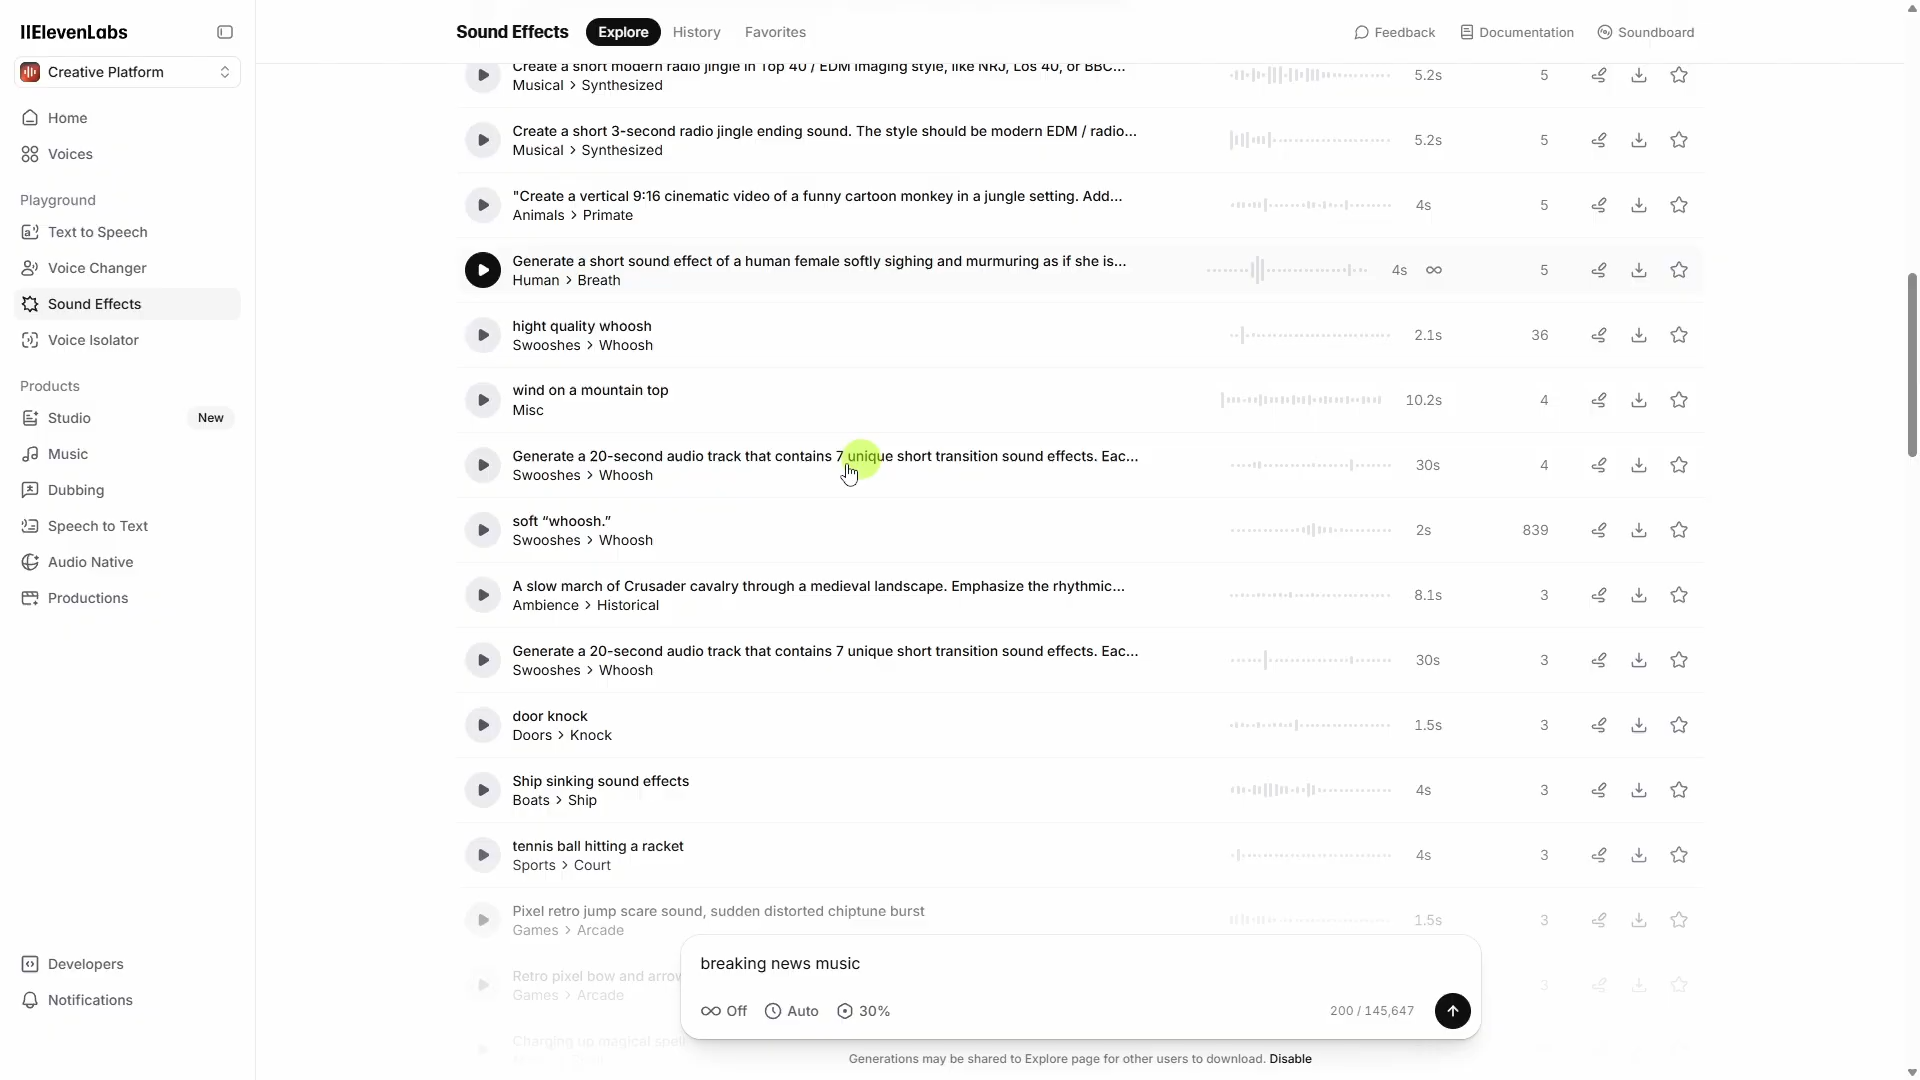 IIElevenLabs
Creative Platform
Home
Voices
Playground
Text to Speech
Voice Changer
Sound Effects
Voice Isolator
Products
Studio New
Music
Dubbing
Speech to Text
Audio Native
Productions
Developers
Notifications
Sound Effects Explore History Favorites Feedback Documentation Soundboard
Create a short modern radio jingle in Top 40 / EDM imaging style, like NRJ, Los 40, or BBC...
Musical > Synthesized 5.2s 5
Create a short 3-second radio jingle ending sound. The style should be modern EDM / radio...
Musical > Synthesized 5.2s 5
"Create a vertical 9:16 cinematic video of a funny cartoon monkey in a jungle setting. Add...
Animals > Primate 4s 5
Generate a short sound effect of a human female softly sighing and murmuring as if she is...
Human > Breath 4s 5
hight quality whoosh
Swooshes > Whoosh 2.1s 36
wind on a mountain top
Misc 10.2s 4
Generate a 20-second audio track that contains 7 unique short transition sound effects. Eac...
Swooshes > Whoosh 30s 4
soft “whoosh.”
Swooshes > Whoosh 2s 839
A slow march of Crusader cavalry through a medieval landscape. Emphasize the rhythmic...
Ambience > Historical 8.1s 3
Generate a 20-second audio track that contains 7 unique short transition sound effects. Eac...
Swooshes > Whoosh 30s 3
door knock
Doors > Knock 1.5s 3
Ship sinking sound effects
Boats > Ship 4s 3
tennis ball hitting a racket
Sports > Court 4s 3
Pixel retro jump scare sound, sudden distorted chiptune burst
Games > Arcade 1.5s 3
Retro pixel bow and arrow
Games > Arcade 3
Charging up magical spell
breaking news music
Off Auto 30% 200 / 145,647
Generations may be shared to Explore page for other users to download. Disable